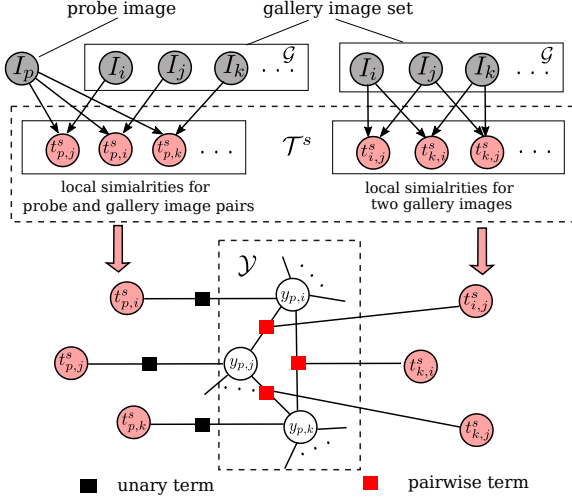 probe image
gallery image set
I_p
I_i
I_j
I_k
. . .
𝒢
I_i
I_j
I_k
. . .
𝒢
t^s_{p,j}
t^s_{p,i}
t^s_{p,k}
. . .
𝒯^s
t^s_{i,j}
t^s_{k,i}
t^s_{k,j}
. . .
local simialrities for
probe and gallery image pairs
local simialrities for
two gallery images
𝒴
t^s_{p,i}
y_{p,i}
t^s_{i,j}
t^s_{p,j}
y_{p,j}
t^s_{k,i}
t^s_{p,k}
y_{p,k}
t^s_{k,j}
unary term
pairwise term